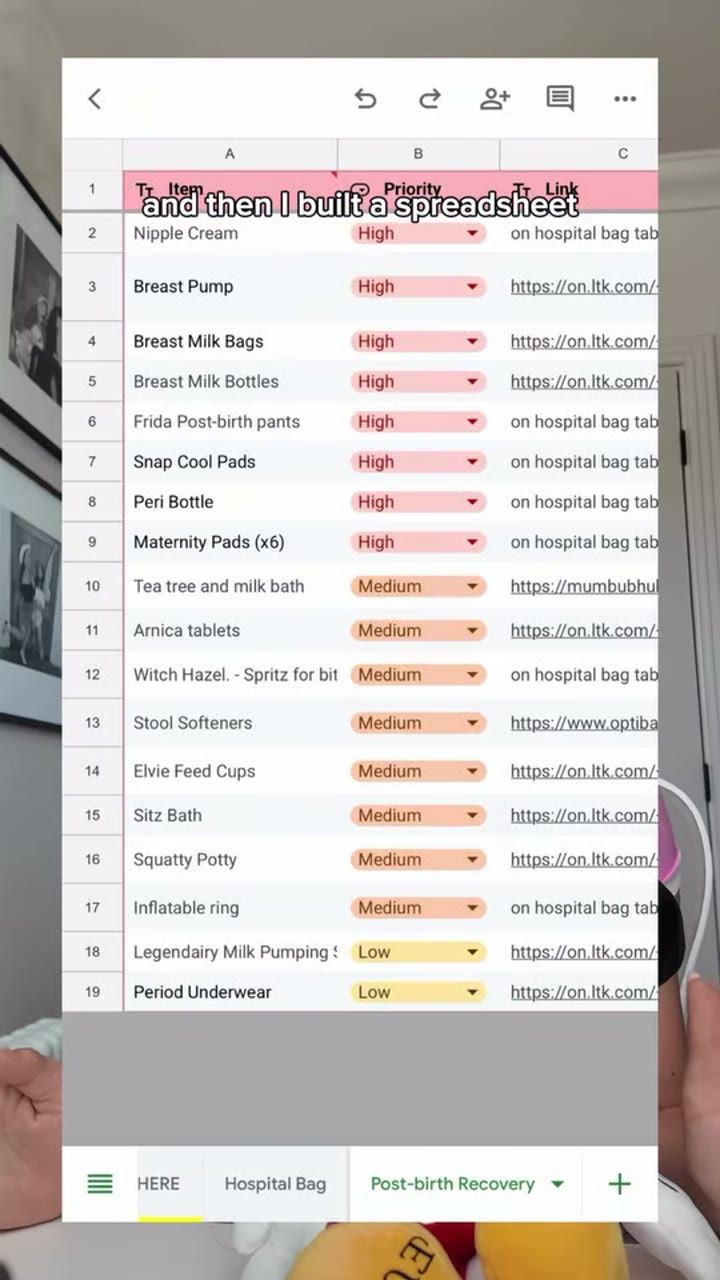 A B C
1 Item Priority Link
and then I built a spreadsheet
2 Nipple Cream High on hospital bag tab
3 Breast Pump High https://on.ltk.com/
4 Breast Milk Bags High https://on.ltk.com/
5 Breast Milk Bottles High https://on.ltk.com/
6 Frida Post-birth pants High on hospital bag tab
7 Snap Cool Pads High on hospital bag tab
8 Peri Bottle High on hospital bag tab
9 Maternity Pads (x6) High on hospital bag tab
10 Tea tree and milk bath Medium https://mumbubhul
11 Arnica tablets Medium https://on.ltk.com/
12 Witch Hazel. - Spritz for bit Medium on hospital bag tab
13 Stool Softeners Medium https://www.optiba
14 Elvie Feed Cups Medium https://on.ltk.com/
15 Sitz Bath Medium https://on.ltk.com/
16 Squatty Potty Medium https://on.ltk.com/
17 Inflatable ring Medium on hospital bag tab
18 Legendairy Milk Pumping S Low https://on.ltk.com/
19 Period Underwear Low https://on.ltk.com/
HERE Hospital Bag Post-birth Recovery